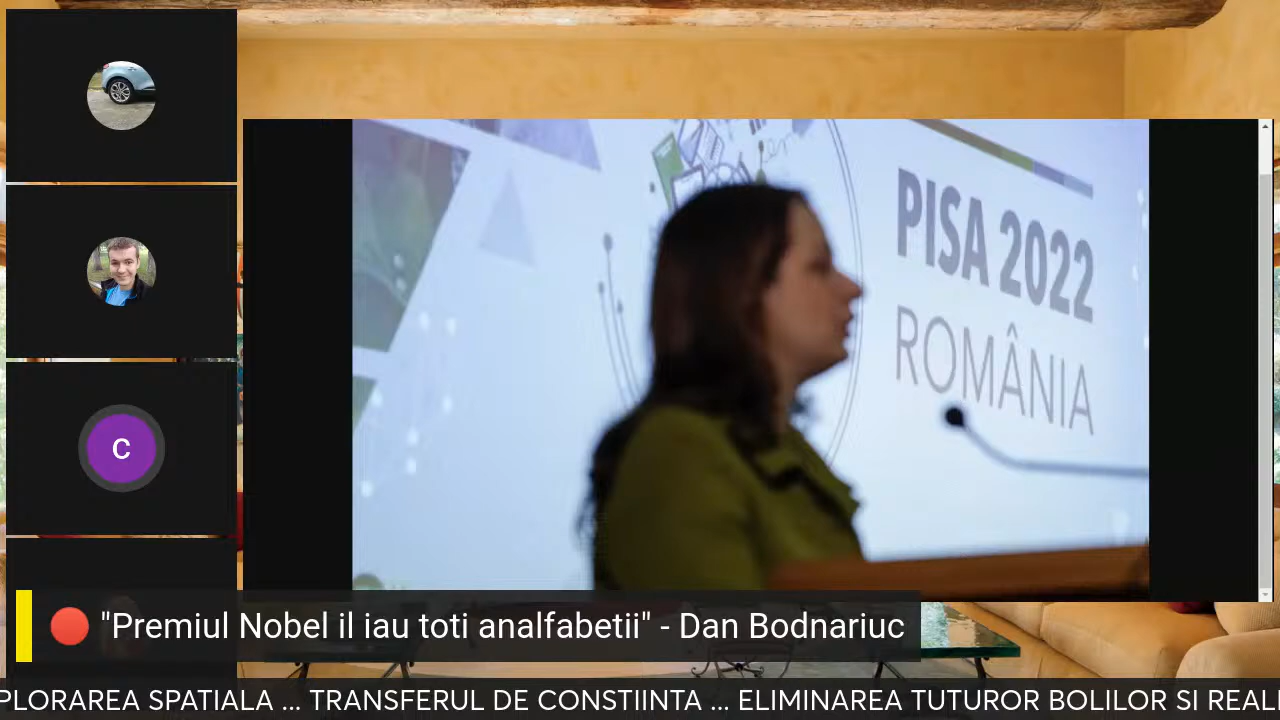 PISA 2022
ROMÂNIA
C
"Premiul Nobel il iau toti analfabetii" - Dan Bodnariuc
PLORAREA SPATIALA ... TRANSFERUL DE CONSTIINTA ... ELIMINAREA TUTUROR BOLILOR SI REALI